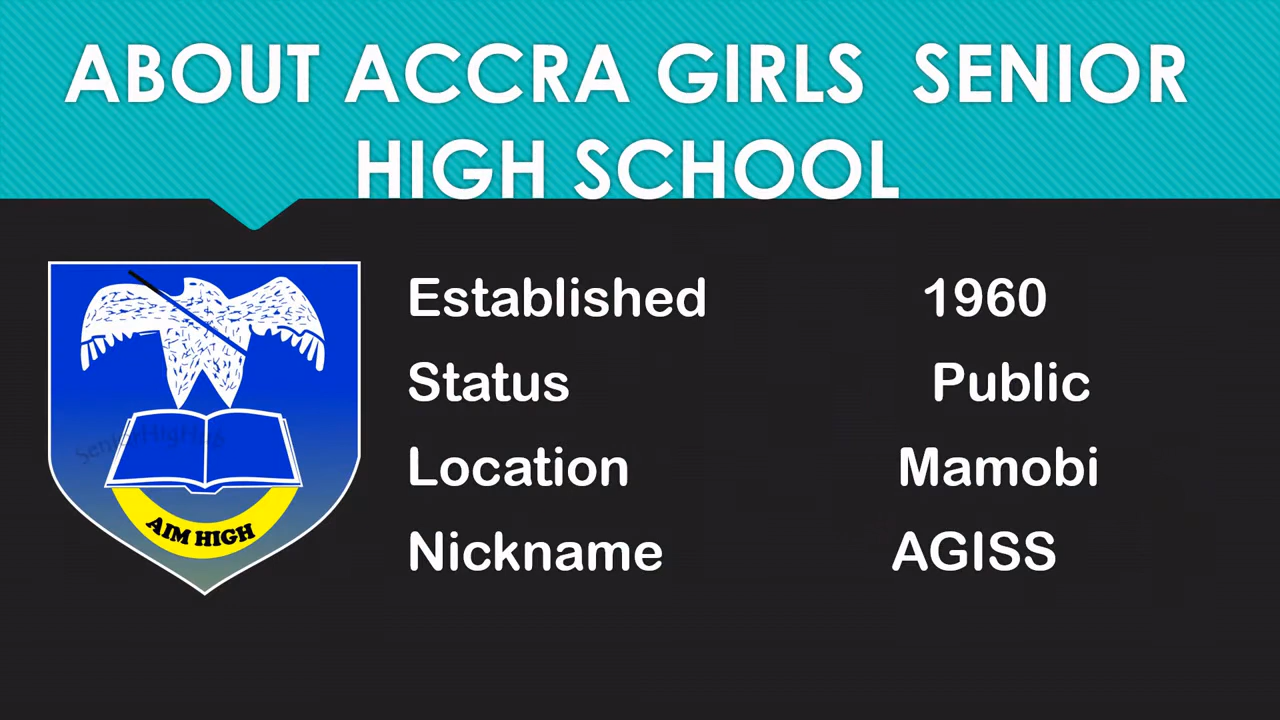 ABOUT ACCRA GIRLS SENIOR
HIGH SCHOOL
Established 1960
Status Public
Location Mamobi
Nickname AGISS
AIM HIGH